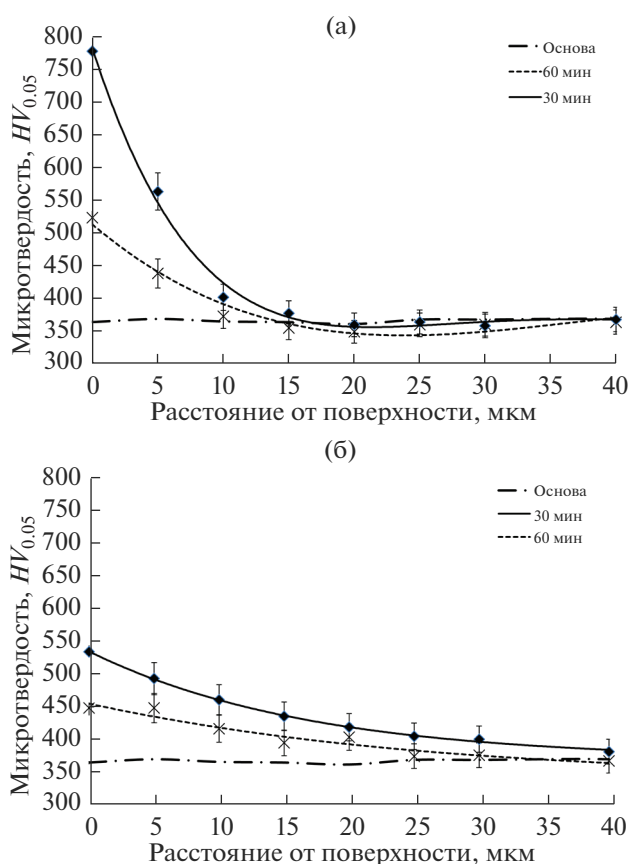 (а)
800
750
700
650
600
550
500
450
400
350
300
Микротвердость, HV0.05
Основа
60 мин
30 мин
0 5 10 15 20 25 30 35 40
Расстояние от поверхности, мкм
(б)
800
750
700
650
600
550
500
450
400
350
300
Микротвердость, HV0.05
Основа
30 мин
60 мин
0 5 10 15 20 25 30 35 40
Расстояние от поверхности, мкм